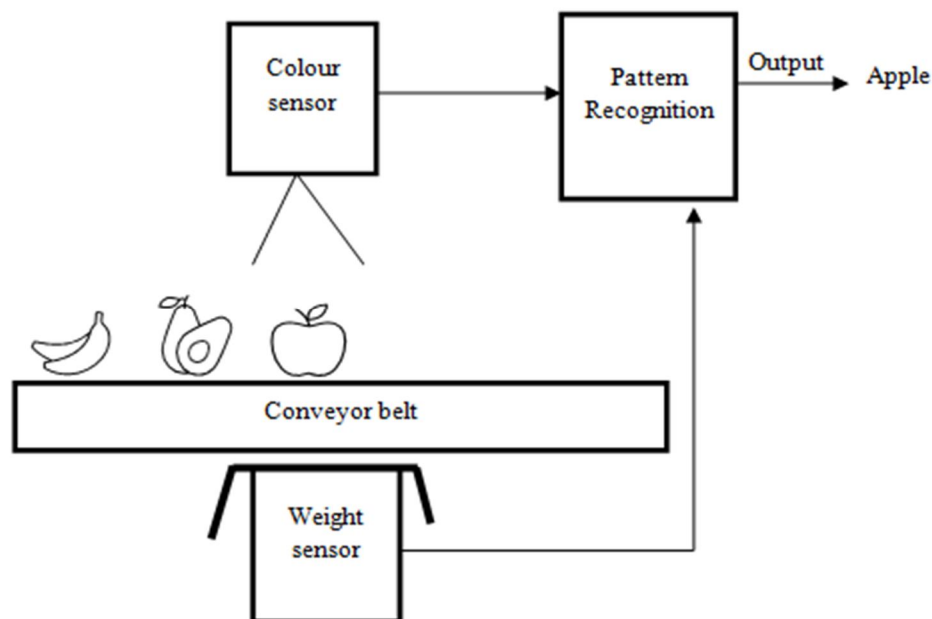 Colour
sensor
Pattern
Recognition
Output
Apple
Conveyor belt
Weight
sensor